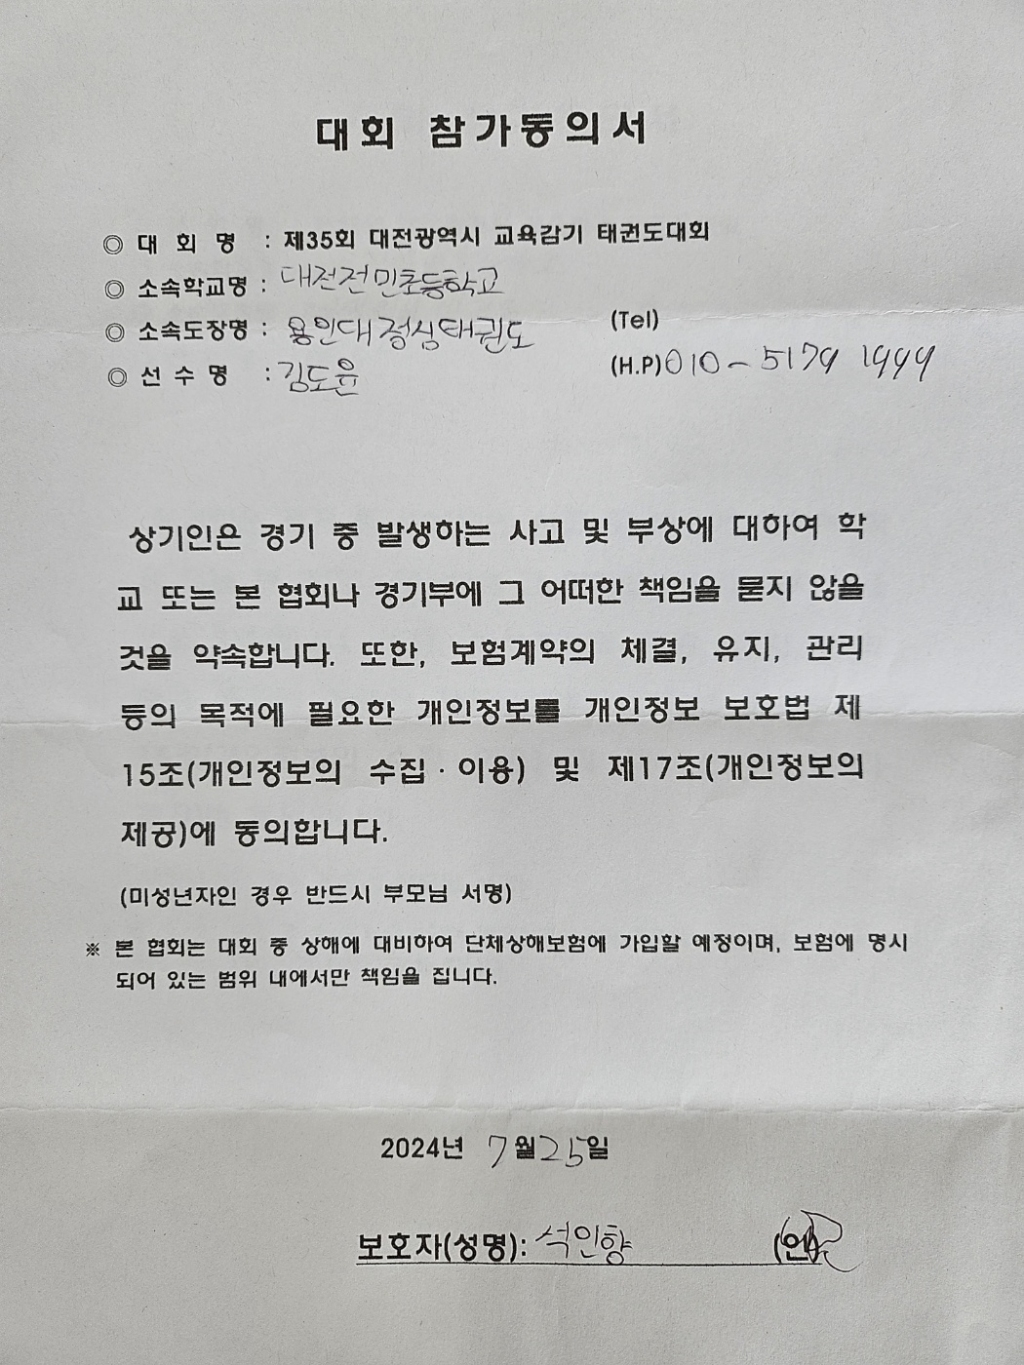 대회 참가동의서
◎ 대 회 명 : 제35회 대전광역시 교육감기 태권도대회
◎ 소속학교명 : 대전전민초등학교
◎ 소속도장명 : 용인대정심태권도 (Tel)
◎ 선 수 명 : 김도윤 (H.P) 010- 5179 1999
상기인은 경기 중 발생하는 사고 및 부상에 대하여 학
교 또는 본 협회나 경기부에 그 어떠한 책임을 묻지 않을
것을 약속합니다. 또한, 보험계약의 체결, 유지, 관리
등의 목적에 필요한 개인정보를 개인정보 보호법 제
15조(개인정보의 수집 · 이용) 및 제17조(개인정보의
제공)에 동의합니다.
(미성년자인 경우 반드시 부모님 서명)
※ 본 협회는 대회 중 상해에 대비하여 단체상해보험에 가입할 예정이며, 보험에 명시
되어 있는 범위 내에서만 책임을 집니다.
2024년 7월 25일
보호자(성명): 석인향 (인)